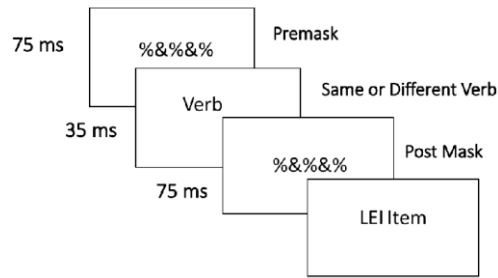 75 ms
%&%&%
Premask
35 ms
Verb
Same or Different Verb
75 ms
%&%&%
Post Mask
LEI Item